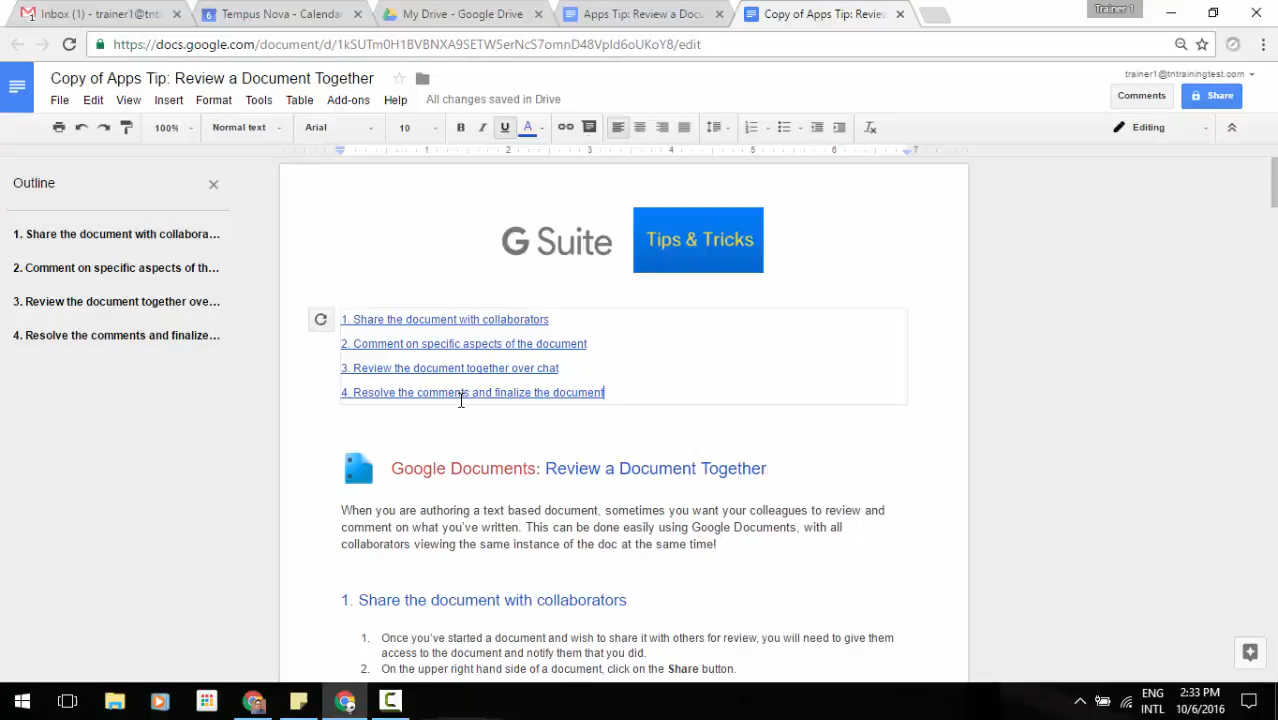 Inbox (1) - trainer1@tnt
Tempus Nova - Calenda
My Drive - Google Drive
Apps Tip: Review a Docu
Copy of Apps Tip: Revie
Trainer 1
https://docs.google.com/document/d/1kSUTm0H1BVBNXA9SETW5erNcS7omnD48Vpld6oUKoY8/edit
Copy of Apps Tip: Review a Document Together
trainer1@tntrainingtest.com
File Edit View Insert Format Tools Table Add-ons Help All changes saved in Drive
Comments
Share
100% Normal text Arial 10 B I U A Editing
1 2 3 4 5 6 7
Outline
1. Share the document with collabora…
2. Comment on specific aspects of th…
3. Review the document together ove…
4. Resolve the comments and finalize…
G Suite
Tips & Tricks
1. Share the document with collaborators
2. Comment on specific aspects of the document
3. Review the document together over chat
4. Resolve the comments and finalize the document
Google Documents: Review a Document Together
When you are authoring a text based document, sometimes you want your colleagues to review and
comment on what you've written. This can be done easily using Google Documents, with all
collaborators viewing the same instance of the doc at the same time!
1. Share the document with collaborators
1. Once you've started a document and wish to share it with others for review, you will need to give them
access to the document and notify them that you did.
2. On the upper right hand side of a document, click on the Share button.
ENG
INTL
2:33 PM
10/6/2016